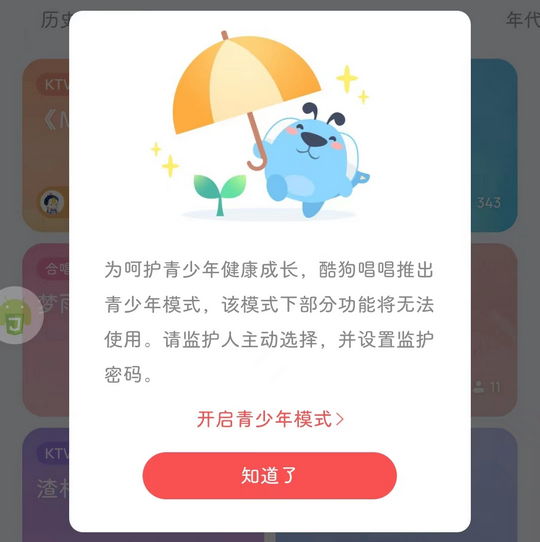 历史
年代
KTV
343
为呵护青少年健康成长，酷狗唱唱推出
青少年模式，该模式下部分功能将无法
使用。请监护人主动选择，并设置监护
密码。
合唱
梦雨
11
开启青少年模式>
KTV
知道了